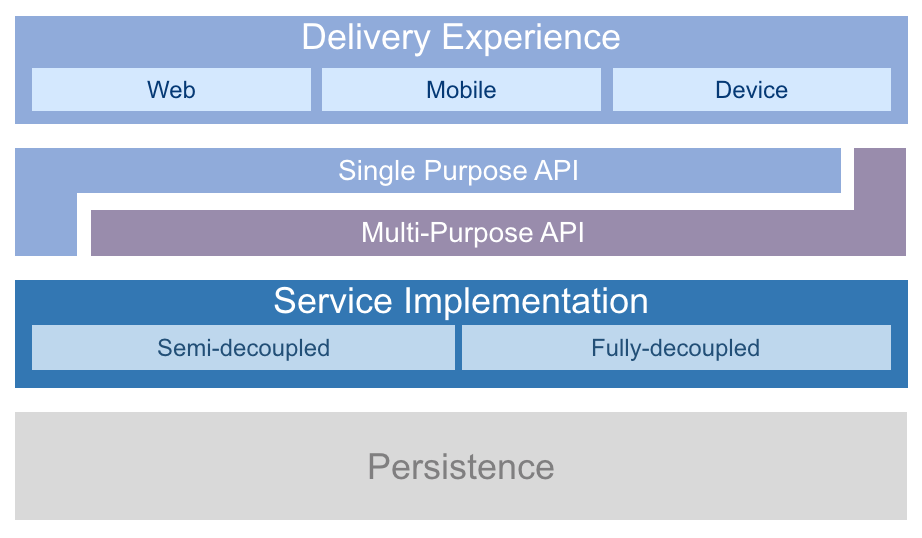 Delivery Experience
Web
Mobile
Device
Single Purpose API
Multi-Purpose API
Service Implementation
Semi-decoupled
Fully-decoupled
Persistence